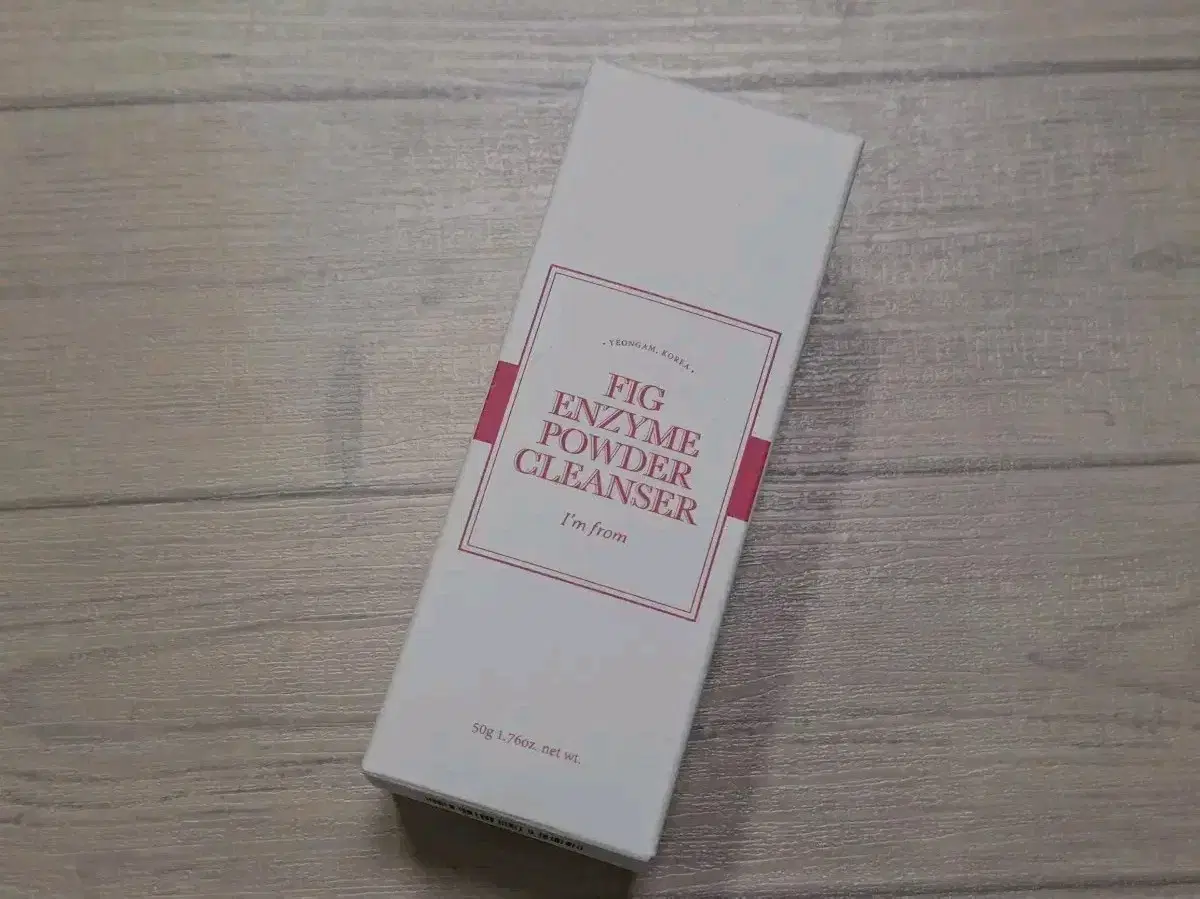 · YEONGAM, KOREA ·
FIG
ENZYME
POWDER
CLEANSER
I'm from
50g 1.76oz. net wt.